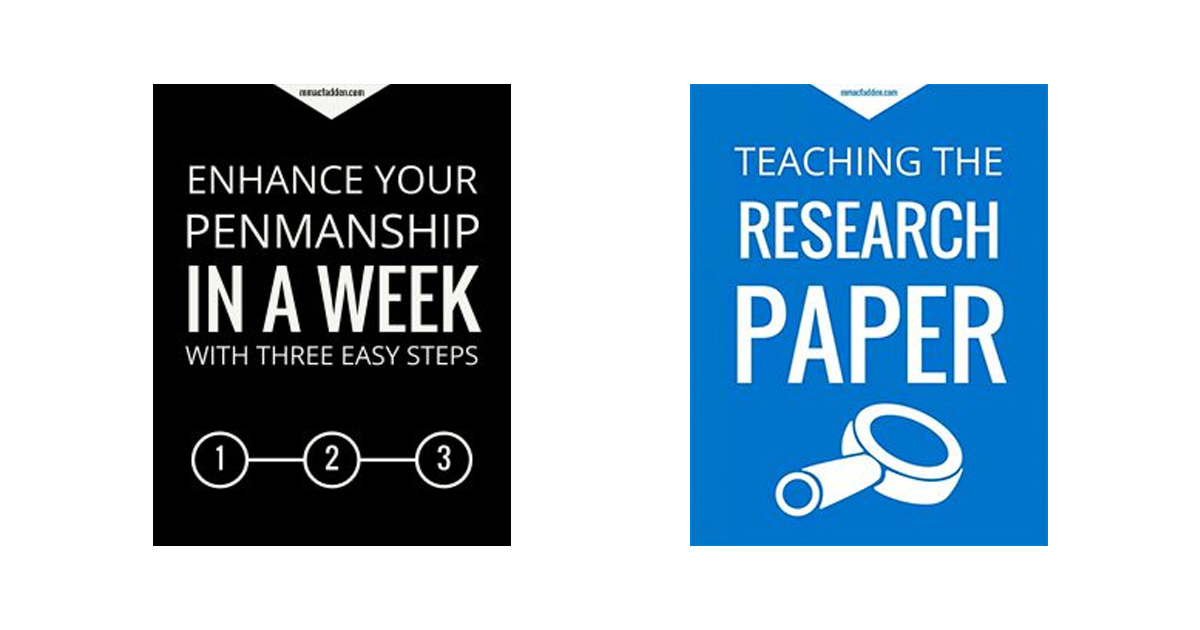 mmacfadden.com
ENHANCE YOUR
PENMANSHIP
IN A WEEK
WITH THREE EASY STEPS
1 2 3
mmacfadden.com
TEACHING THE
RESEARCH
PAPER